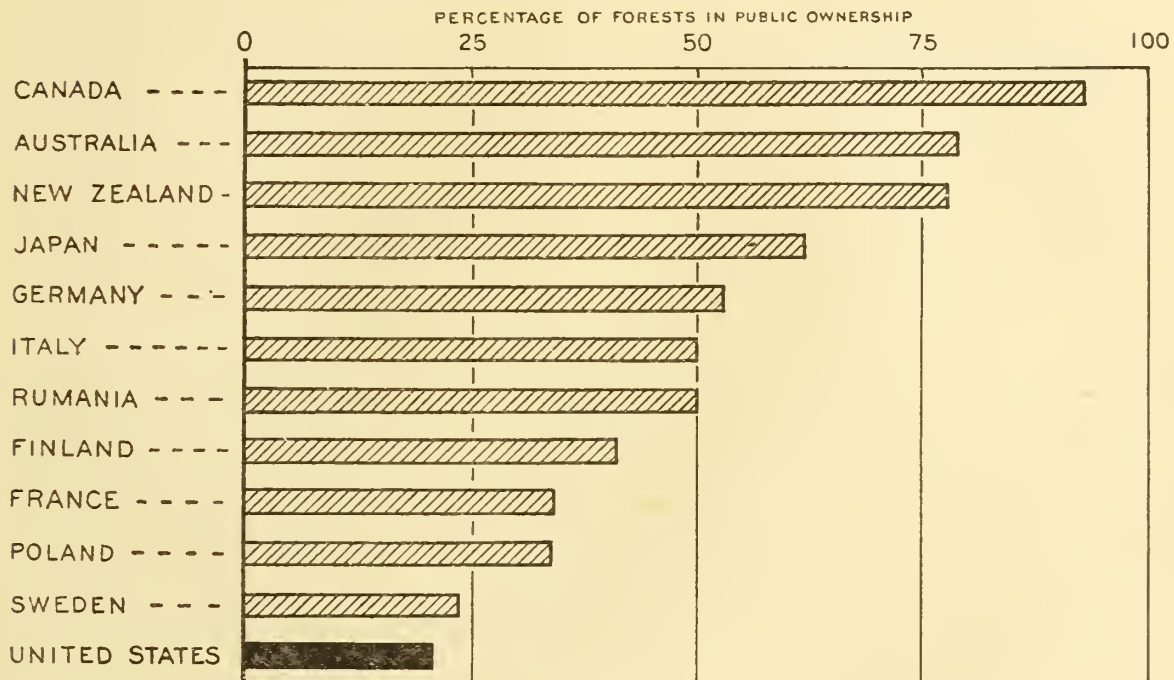 PERCENTAGE OF FORESTS IN PUBLIC OWNERSHIP
0 25 50 75 100
CANADA
AUSTRALIA
NEW ZEALAND
JAPAN
GERMANY
ITALY
RUMANIA
FINLAND
FRANCE
POLAND
SWEDEN
UNITED STATES